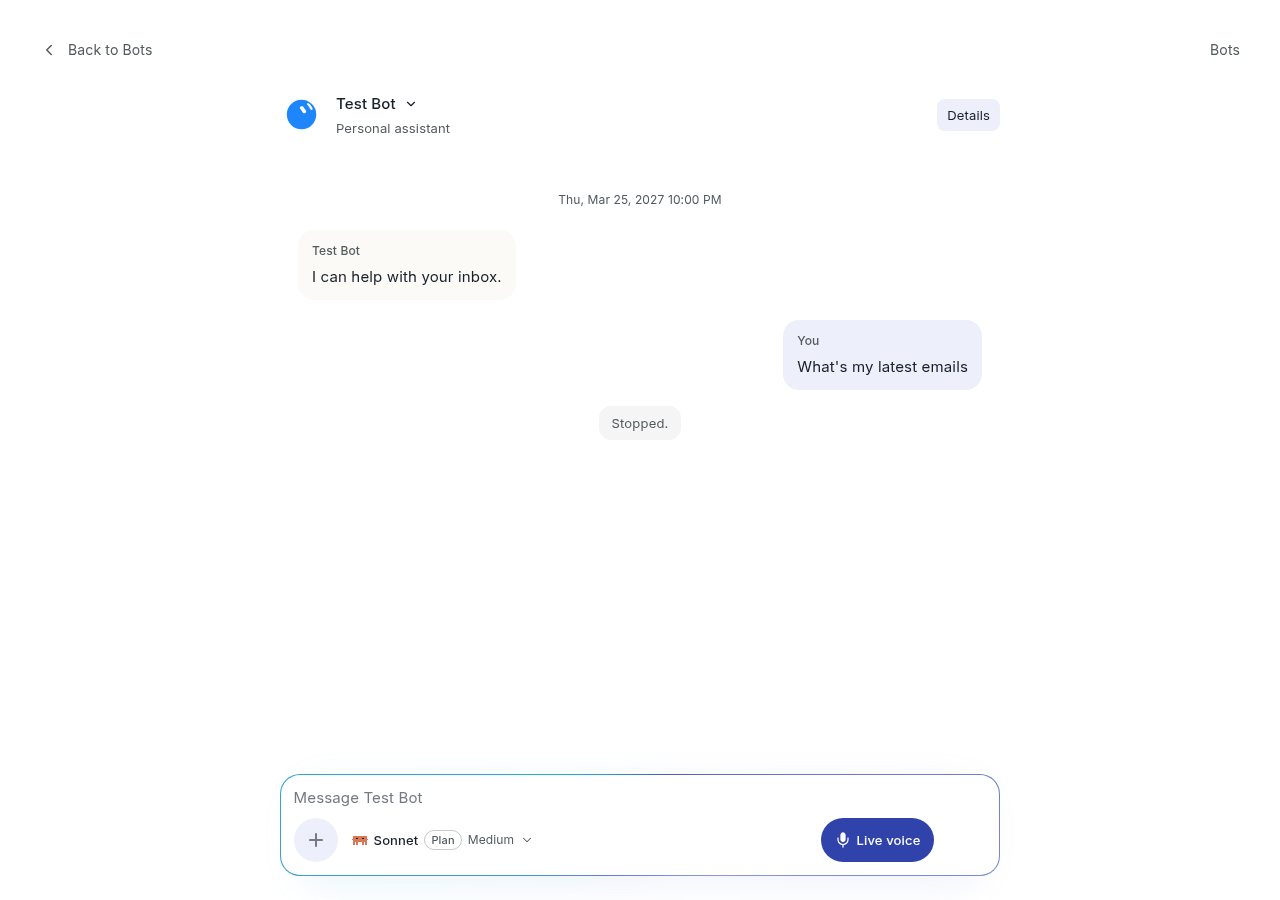 Back to Bots
Bots
Test Bot
Personal assistant
Details
Thu, Mar 25, 2027 10:00 PM
Test Bot
I can help with your inbox.
You
What's my latest emails
Stopped.
Message Test Bot
Sonnet Plan Medium
Live voice